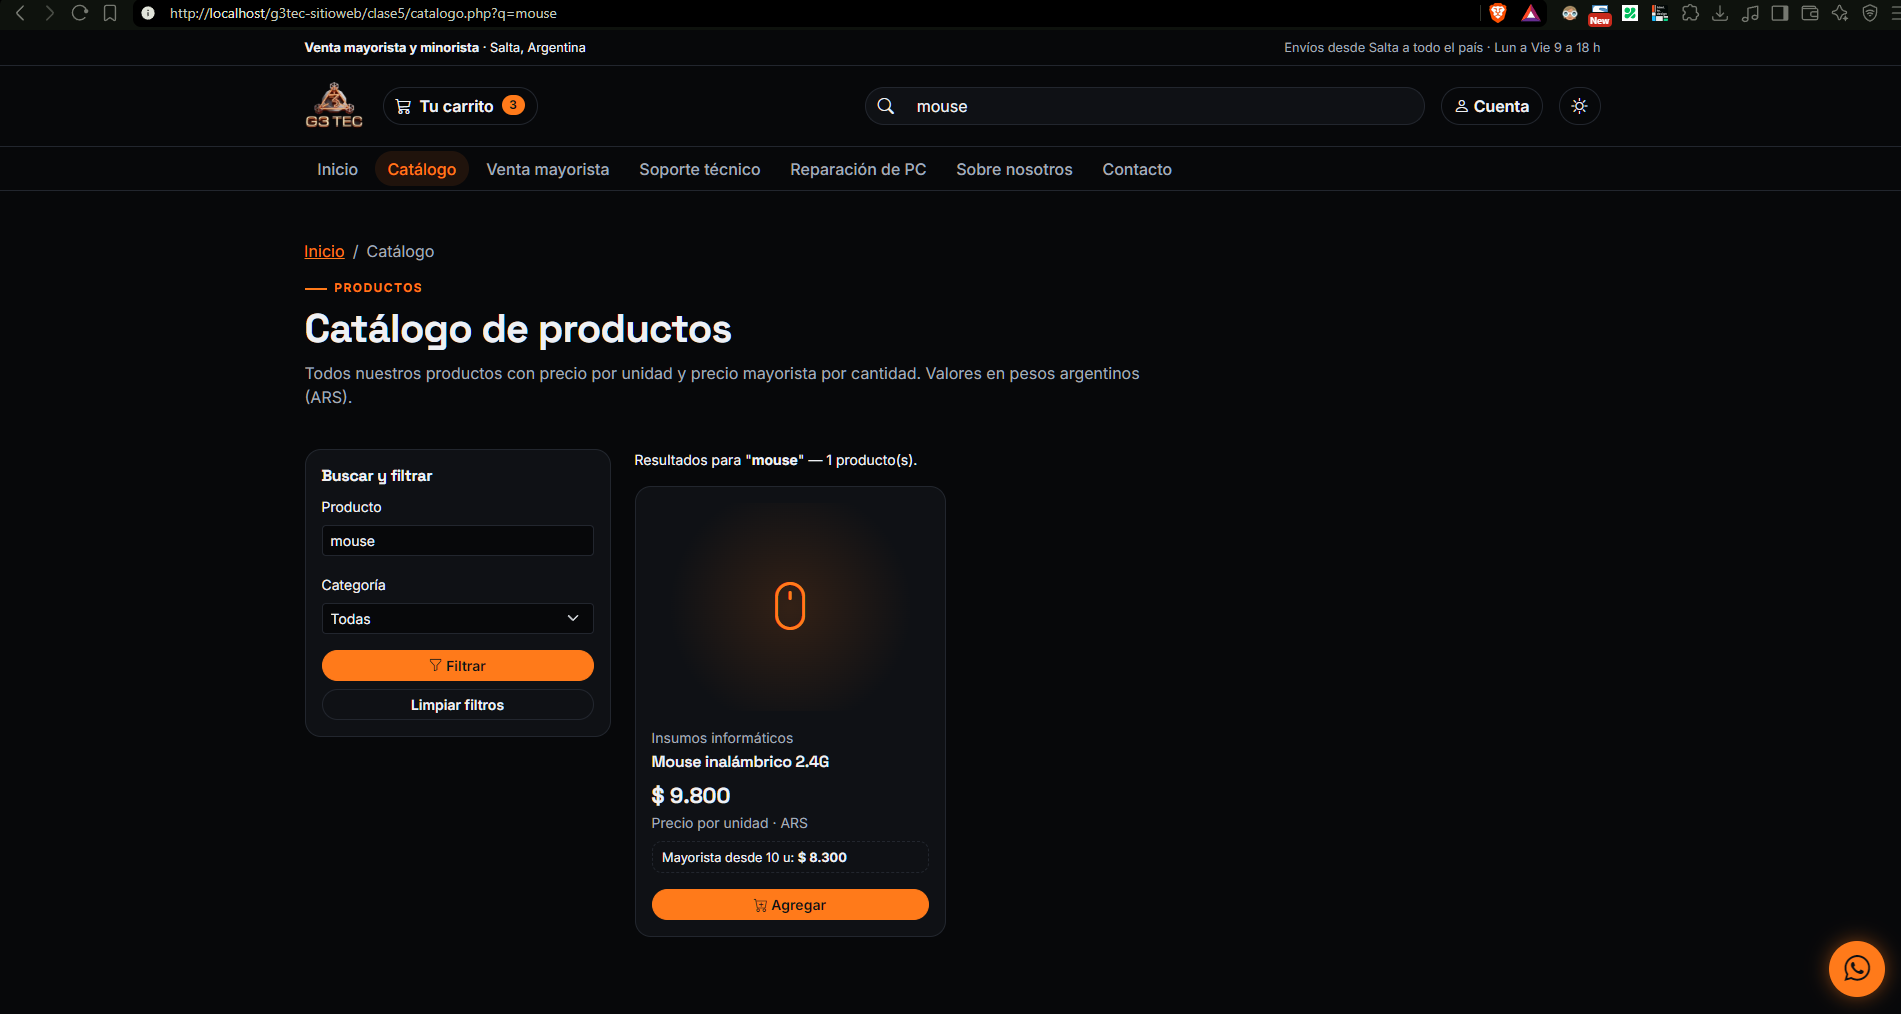 http://localhost/g3tec-sitioweb/clase5/catalogo.php?q=mouse
New
Venta mayorista y minorista · Salta, Argentina
Envíos desde Salta a todo el país · Lun a Vie 9 a 18 h
G3 TEC
Tu carrito 3
mouse
Cuenta
Inicio Catálogo Venta mayorista Soporte técnico Reparación de PC Sobre nosotros Contacto
Inicio / Catálogo
PRODUCTOS
Catálogo de productos
Todos nuestros productos con precio por unidad y precio mayorista por cantidad. Valores en pesos argentinos
(ARS).
Buscar y filtrar
Producto
mouse
Categoría
Todas
Filtrar
Limpiar filtros
Resultados para "mouse" — 1 producto(s).
Insumos informáticos
Mouse inalámbrico 2.4G
$ 9.800
Precio por unidad · ARS
Mayorista desde 10 u: $ 8.300
Agregar